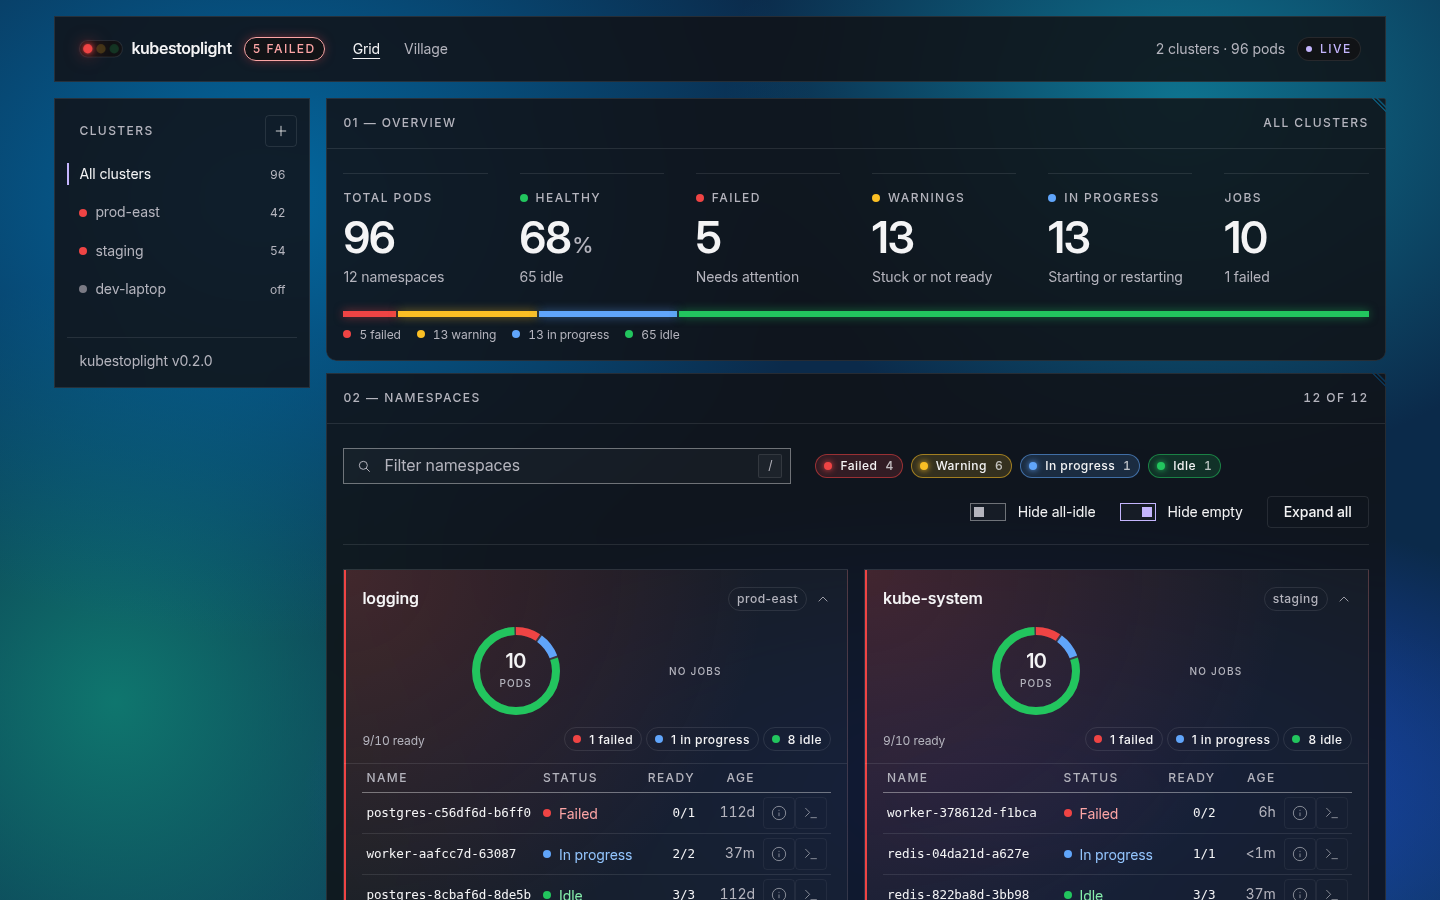 kubestoplight
5 FAILED
Grid
Village
2 clusters · 96 pods
LIVE
CLUSTERS
All clusters 96
prod-east 42
staging 54
dev-laptop off
kubestoplight v0.2.0
01 — OVERVIEW
ALL CLUSTERS
TOTAL PODS
96
12 namespaces
HEALTHY
68%
65 idle
FAILED
5
Needs attention
WARNINGS
13
Stuck or not ready
IN PROGRESS
13
Starting or restarting
JOBS
10
1 failed
5 failed 13 warning 13 in progress 65 idle
02 — NAMESPACES
12 OF 12
Filter namespaces /
Failed 4
Warning 6
In progress 1
Idle 1
Hide all-idle
Hide empty
Expand all
logging
prod-east
10
PODS
NO JOBS
9/10 ready
1 failed
1 in progress
8 idle
NAME STATUS READY AGE
postgres-c56df6d-b6ff0 Failed 0/1 112d
worker-aafcc7d-63087 In progress 2/2 37m
postgres-8cbaf6d-8de5b Idle 3/3 112d
kube-system
staging
10
PODS
NO JOBS
9/10 ready
1 failed
1 in progress
8 idle
NAME STATUS READY AGE
worker-378612d-f1bca Failed 0/2 6h
redis-04da21d-a627e In progress 1/1 <1m
redis-822ba8d-3bb98 Idle 3/3 37m